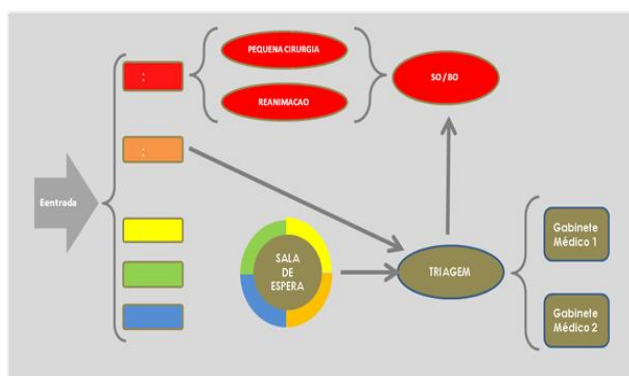 PEQUENA CIRURGIA
:
SO / BO
REANIMACAO
:
Eentrada
Gabinete
Médico 1
SALA
DE
ESPERA
TRIAGEM
Gabinete
Médico 2